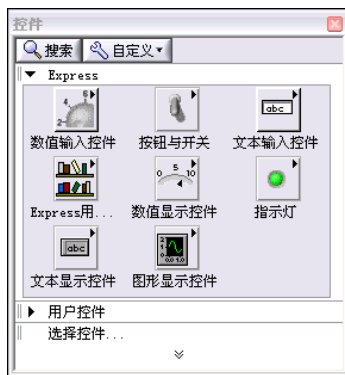 控件
搜索 自定义
Express
数值输入控件 按钮与开关 文本输入控件
Express用... 数值显示控件 指示灯
文本显示控件 图形显示控件
用户控件
选择控件...